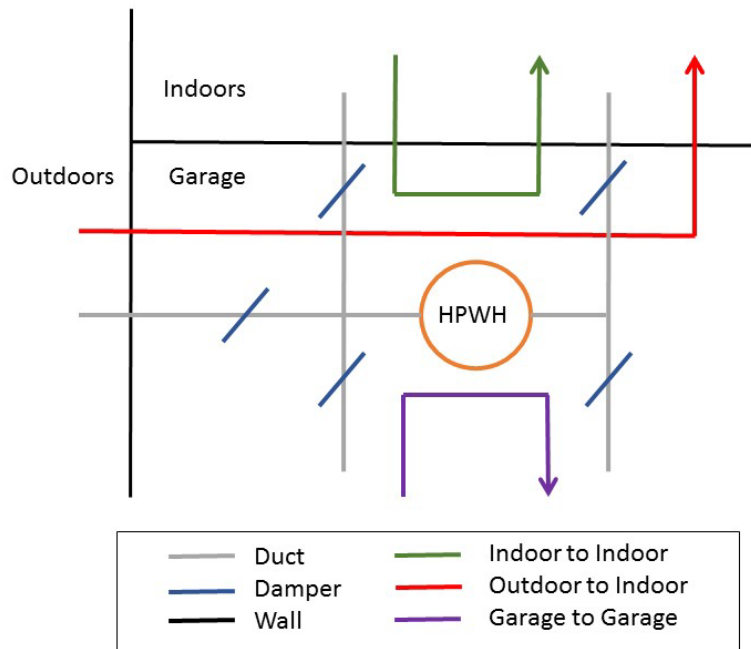 Indoors
Outdoors
Garage
HPWH
Duct
Indoor to Indoor
Damper
Outdoor to Indoor
Wall
Garage to Garage